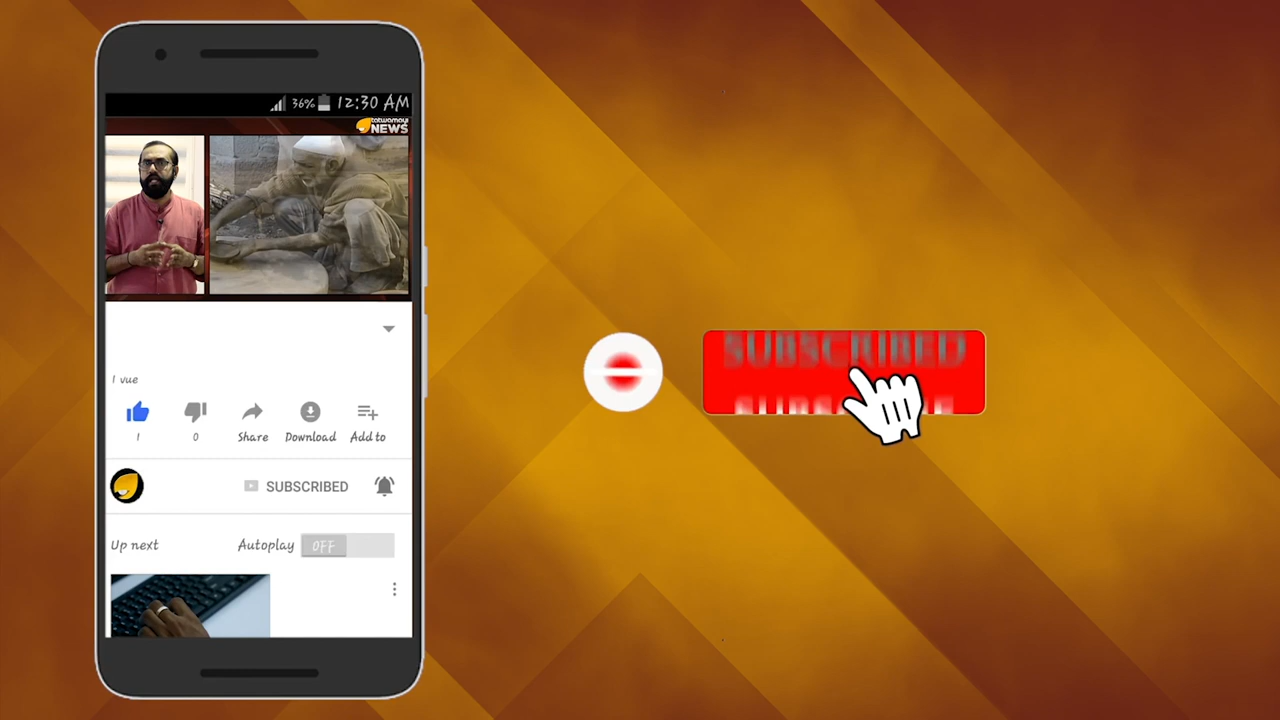 36% 12:30 AM
tatwamayi
NEWS
1 vue
1
0
Share
Download
Add to
SUBSCRIBED
Up next
Autoplay
OFF
SUBSCRIBED